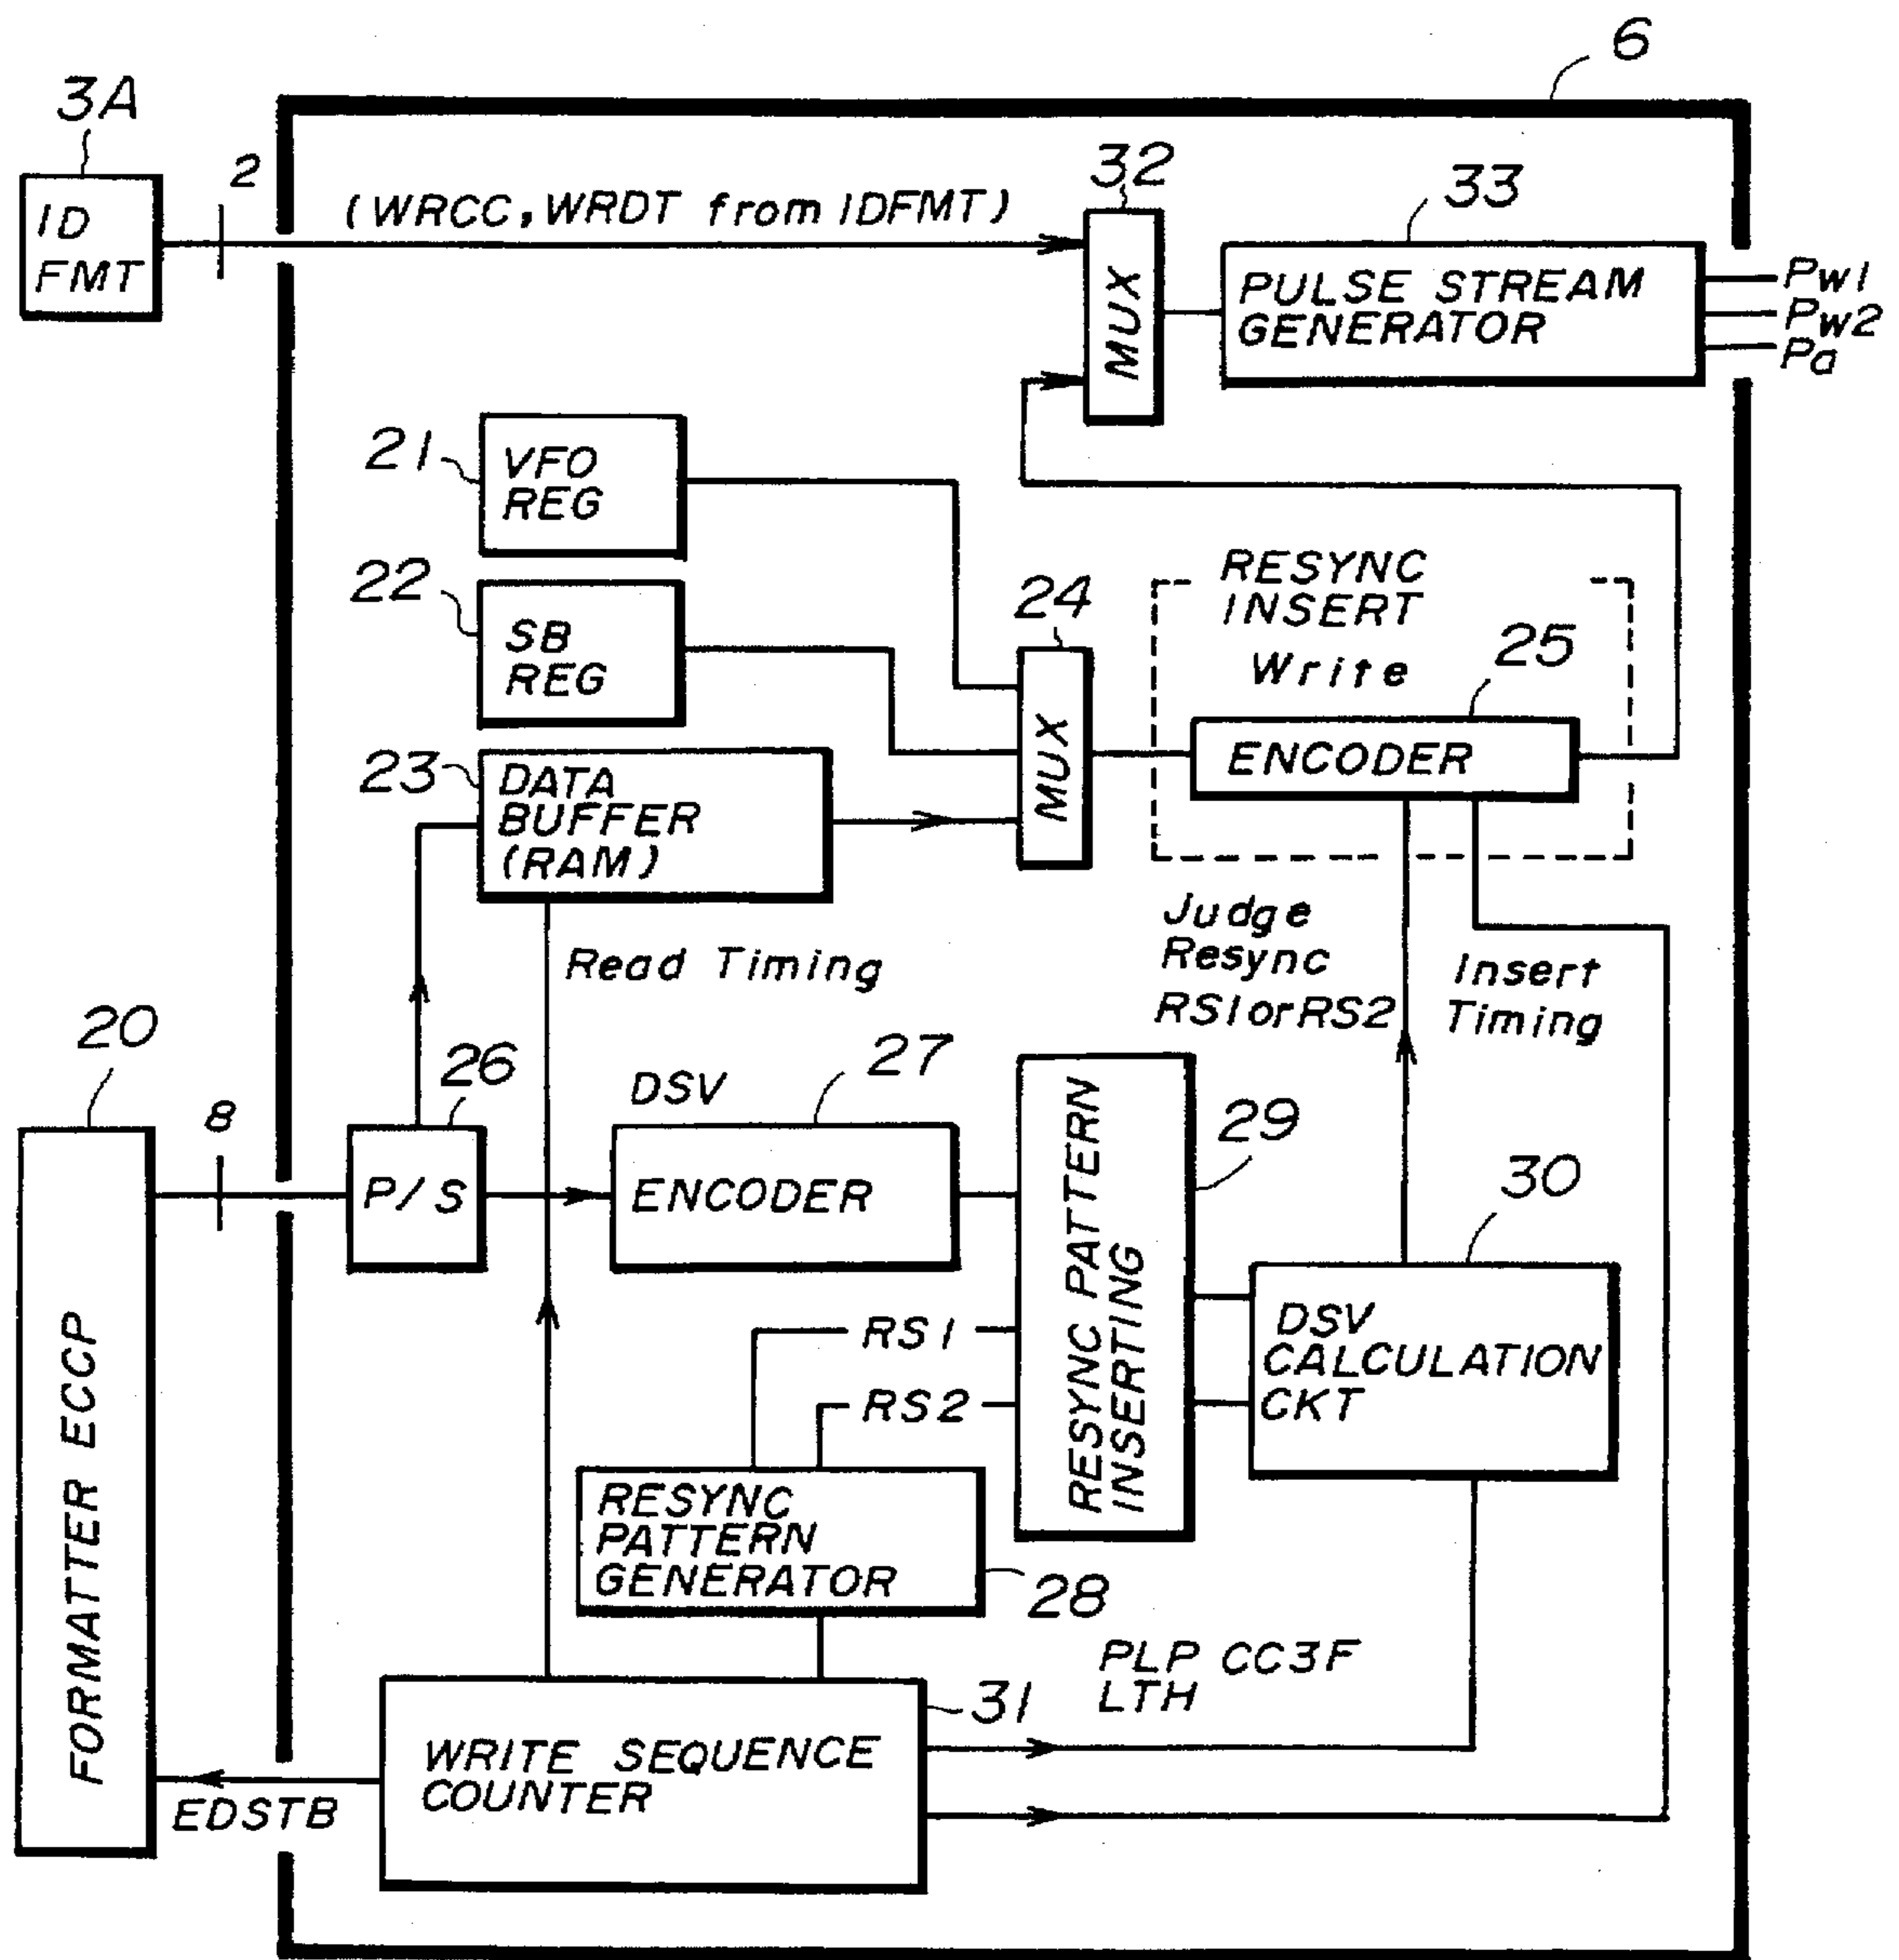 6
3A
2
32
ID
FMT
(WRCC, WRDT from IDFMT)
MUX
33
PULSE STREAM
GENERATOR
Pw1
Pw2
Pa
21
VFO
REG
22
SB
REG
24
MUX
RESYNC
INSERT
Write
25
ENCODER
23
DATA
BUFFER
(RAM)
Read Timing
Judge
Resync
RS1orRS2
Insert
Timing
20
FORMATTER ECCP
8
26
P/S
DSV
27
ENCODER
RESYNC PATTERN
INSERTING
29
30
DSV
CALCULATION
CKT
RS1
RS2
RESYNC
PATTERN
GENERATOR
28
PLP CC3F
LTH
31
WRITE SEQUENCE
COUNTER
EDSTB